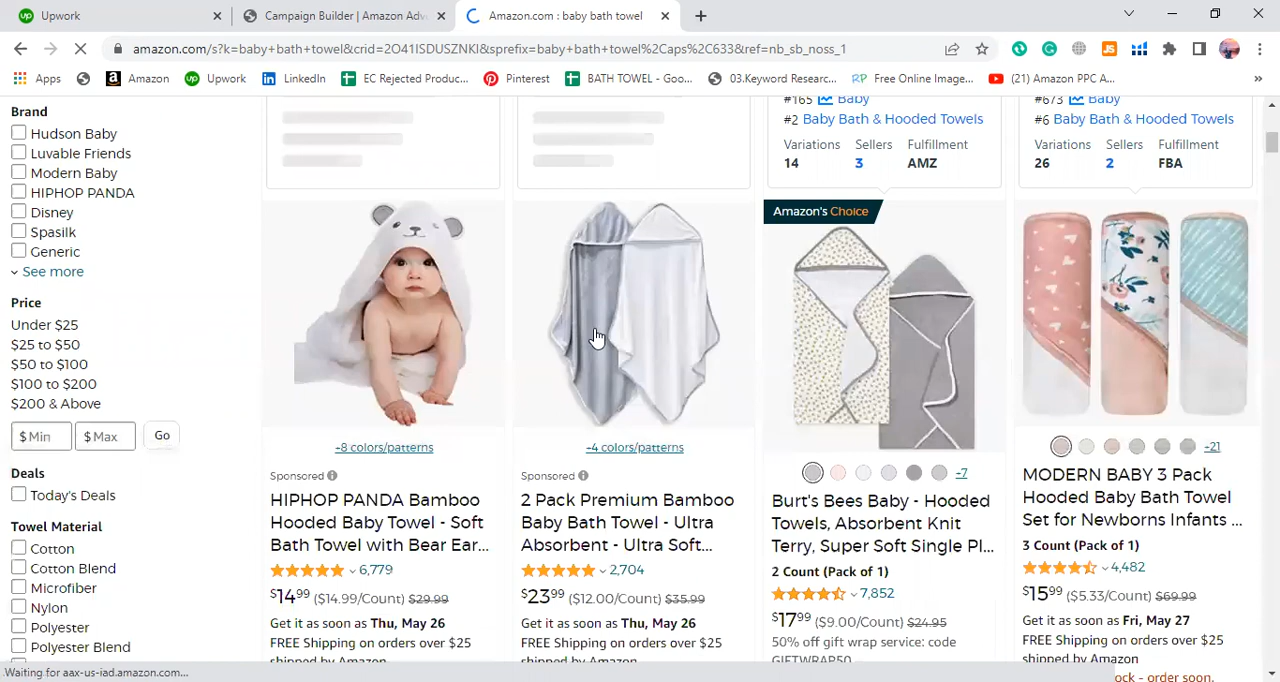 Upwork
Campaign Builder | Amazon Adv
Amazon.com : baby bath towel
amazon.com/s?k=baby+bath+towel&crid=2O41ISDUSZNKI&sprefix=baby+bath+towel%2Caps%2C633&ref=nb_sb_noss_1
Apps
Amazon
Upwork
LinkedIn
EC Rejected Produc...
Pinterest
BATH TOWEL - Goo...
03.Keyword Researc...
Free Online Image...
(21) Amazon PPC A...
Brand
Hudson Baby
Luvable Friends
Modern Baby
HIPHOP PANDA
Disney
Spasilk
Generic
See more
Price
Under $25
$25 to $50
$50 to $100
$100 to $200
$200 & Above
$ Min
$ Max
Go
Deals
Today's Deals
Towel Material
Cotton
Cotton Blend
Microfiber
Nylon
Polyester
Polyester Blend
+8 colors/patterns
Sponsored
HIPHOP PANDA Bamboo
Hooded Baby Towel - Soft
Bath Towel with Bear Ear...
6,779
$14.99 ($14.99/Count) $29.99
Get it as soon as Thu, May 26
FREE Shipping on orders over $25
shipped by Amazon
+4 colors/patterns
Sponsored
2 Pack Premium Bamboo
Baby Bath Towel - Ultra
Absorbent - Ultra Soft...
2,704
$23.99 ($12.00/Count) $35.99
Get it as soon as Thu, May 26
FREE Shipping on orders over $25
shipped by Amazon
#165 Baby
#2 Baby Bath & Hooded Towels
Variations Sellers Fulfillment
14 3 AMZ
Amazon's Choice
+7
Burt's Bees Baby - Hooded
Towels, Absorbent Knit
Terry, Super Soft Single Pl...
2 Count (Pack of 1)
7,852
$17.99 ($9.00/Count) $24.95
50% off gift wrap service: code
GIFTWRAP50
#673 Baby
#6 Baby Bath & Hooded Towels
Variations Sellers Fulfillment
26 2 FBA
+21
MODERN BABY 3 Pack
Hooded Baby Bath Towel
Set for Newborns Infants ...
3 Count (Pack of 1)
4,482
$15.99 ($5.33/Count) $69.99
Get it as soon as Fri, May 27
FREE Shipping on orders over $25
shipped by Amazon
ock - order soon.
Waiting for aax-us-iad.amazon.com...